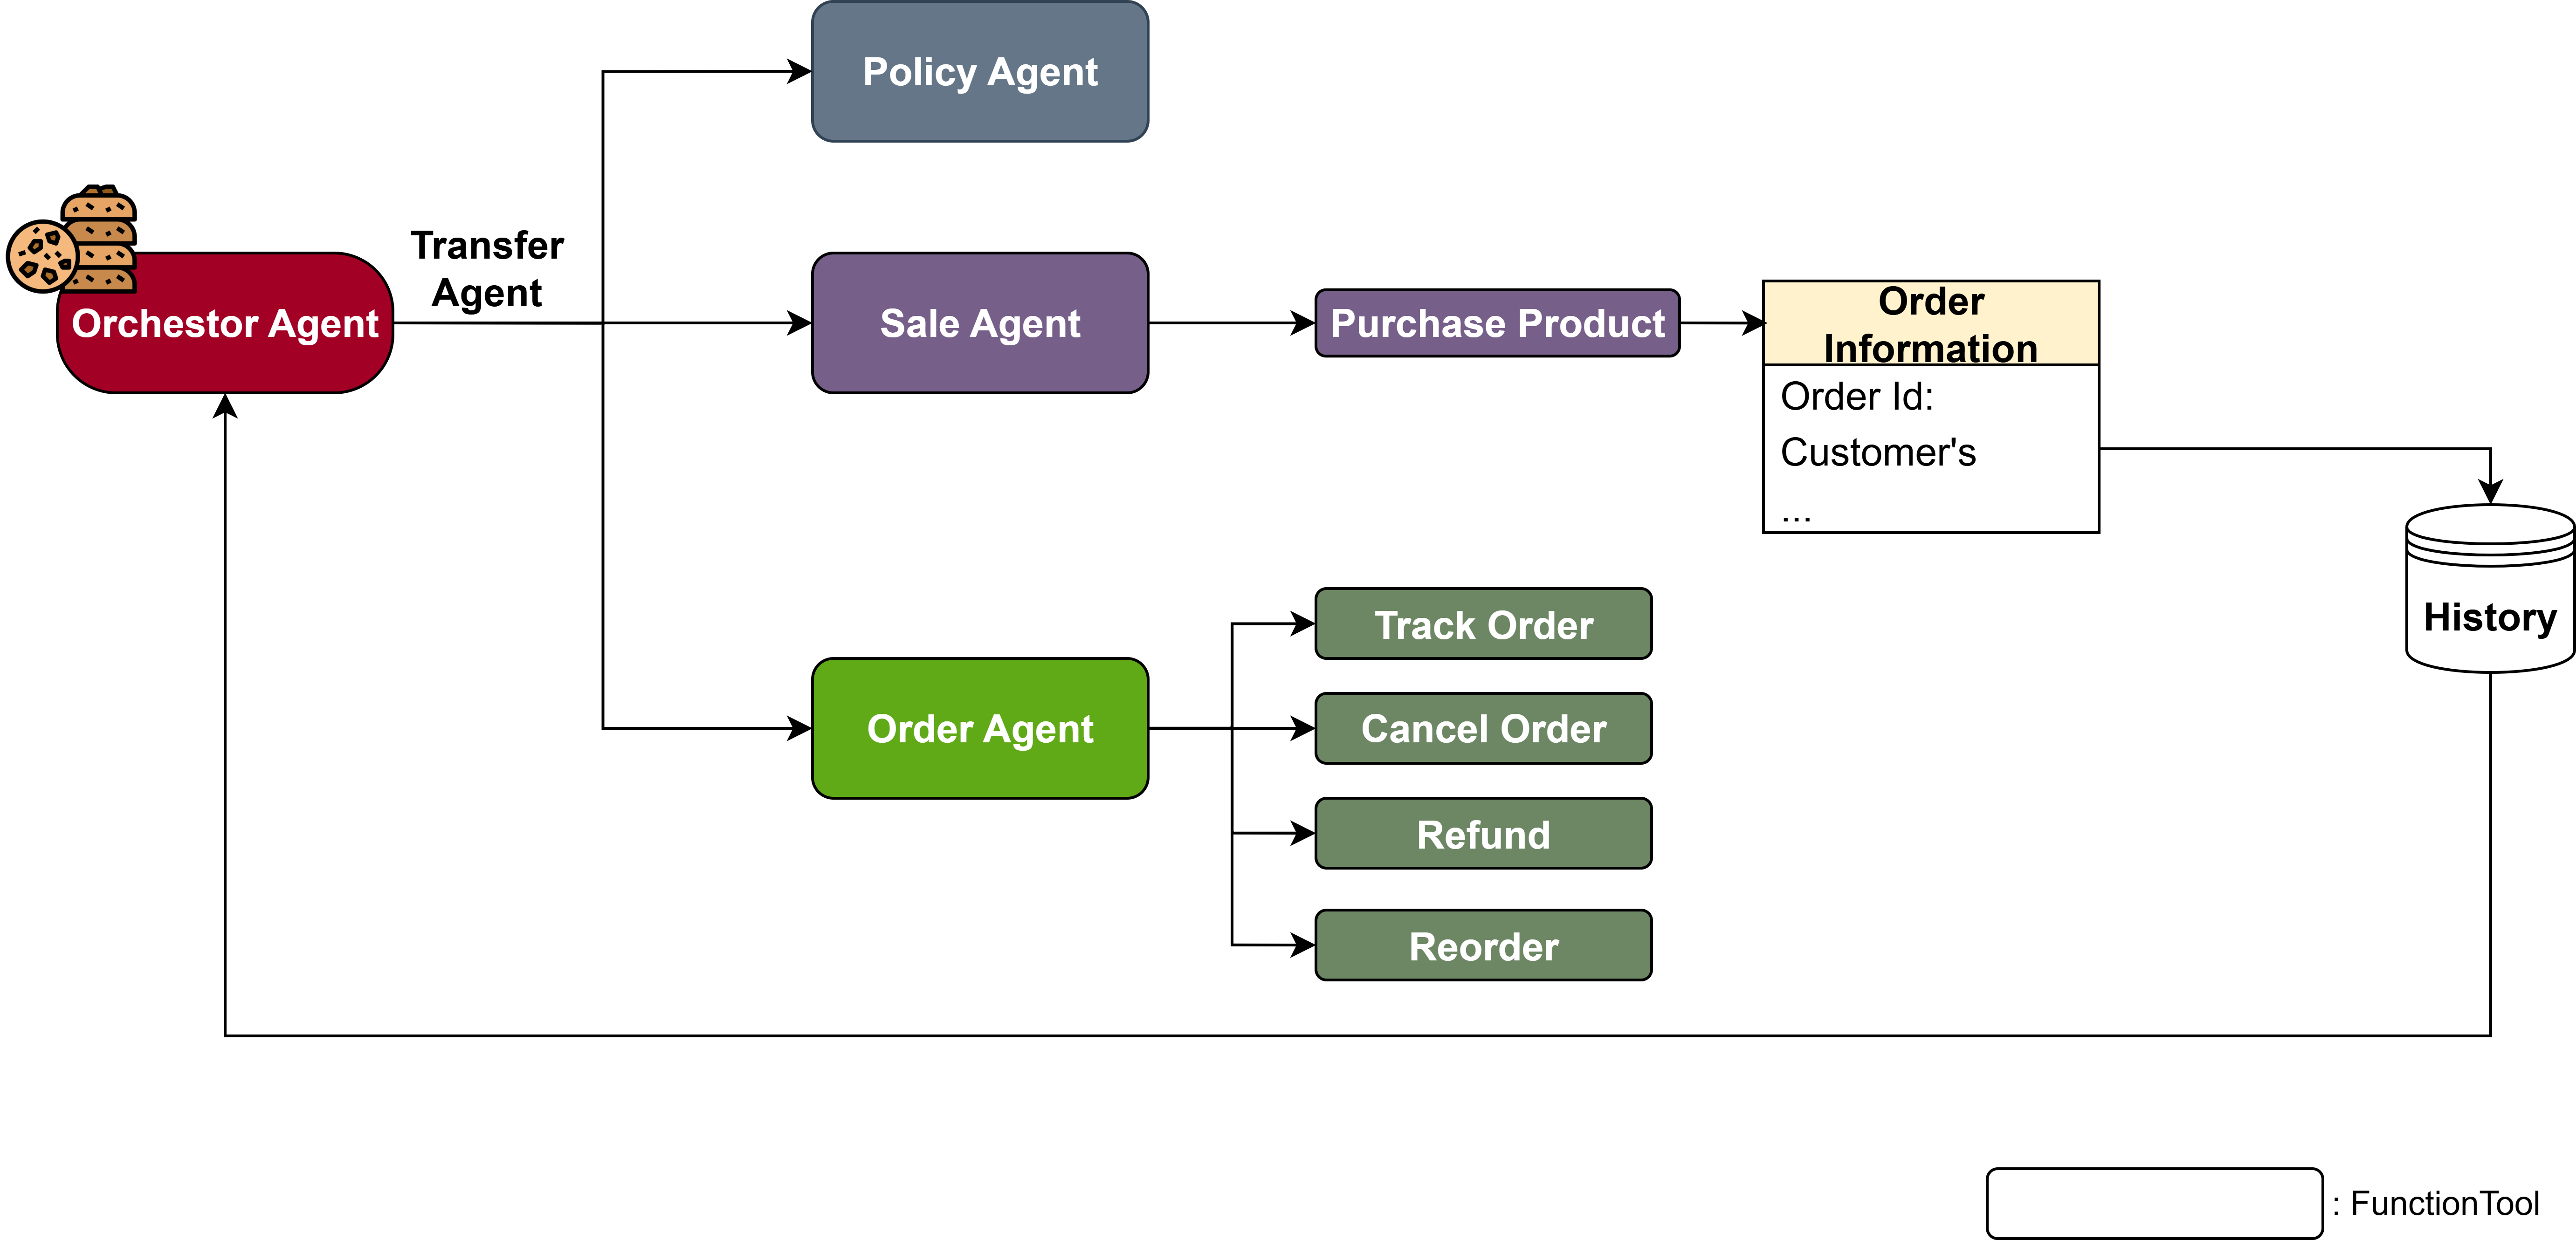 Policy Agent
Transfer
Agent
Orchestor Agent
Sale Agent
Purchase Product
Order
Information
Order Id:
Customer's
...
History
Order Agent
Track Order
Cancel Order
Refund
Reorder
: FunctionTool